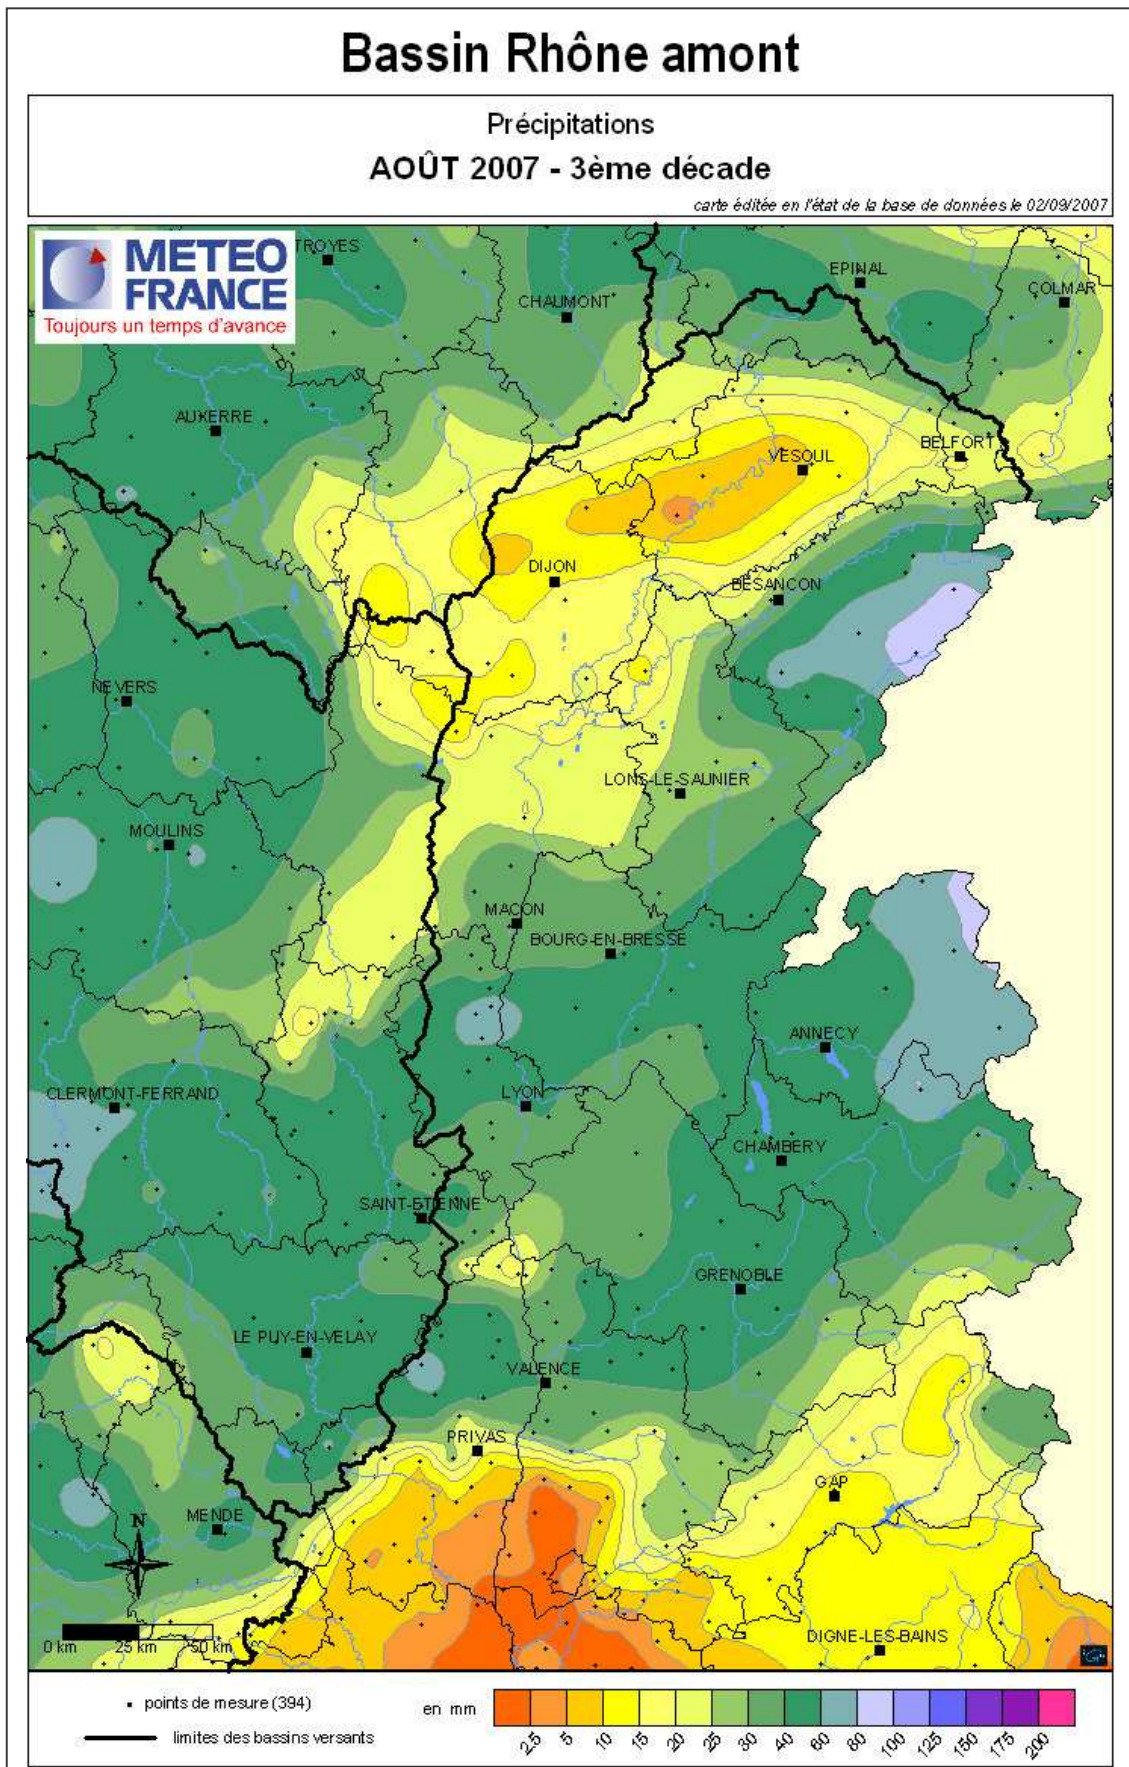 Bassin Rhône amont
Précipitations
AOÛT 2007 - 3ème décade
carte éditée en l'état de la base de données le 02/09/2007
METEO
FRANCE
Toujours un temps d'avance
TROYES
EPINAL
CHAUMONT
COLMAR
AUXERRE
BELFORT
VESOUL
DIJON
BESANCON
NEVERS
LONS-LE-SAUNIER
MOULINS
MACON
BOURG-EN-BRESSE
ANNECY
CLERMONT-FERRAND
LYON
CHAMBERY
SAINT-ETIENNE
GRENOBLE
LE PUY-EN-VELAY
VALENCE
PRIVAS
GAP
MENDE
N
0 km 25 km 50 km
DIGNE-LES-BAINS
points de mesure (394)
limites des bassins versants
en mm
2.5 5 10 15 20 25 30 40 60 80 100 125 150 175 200